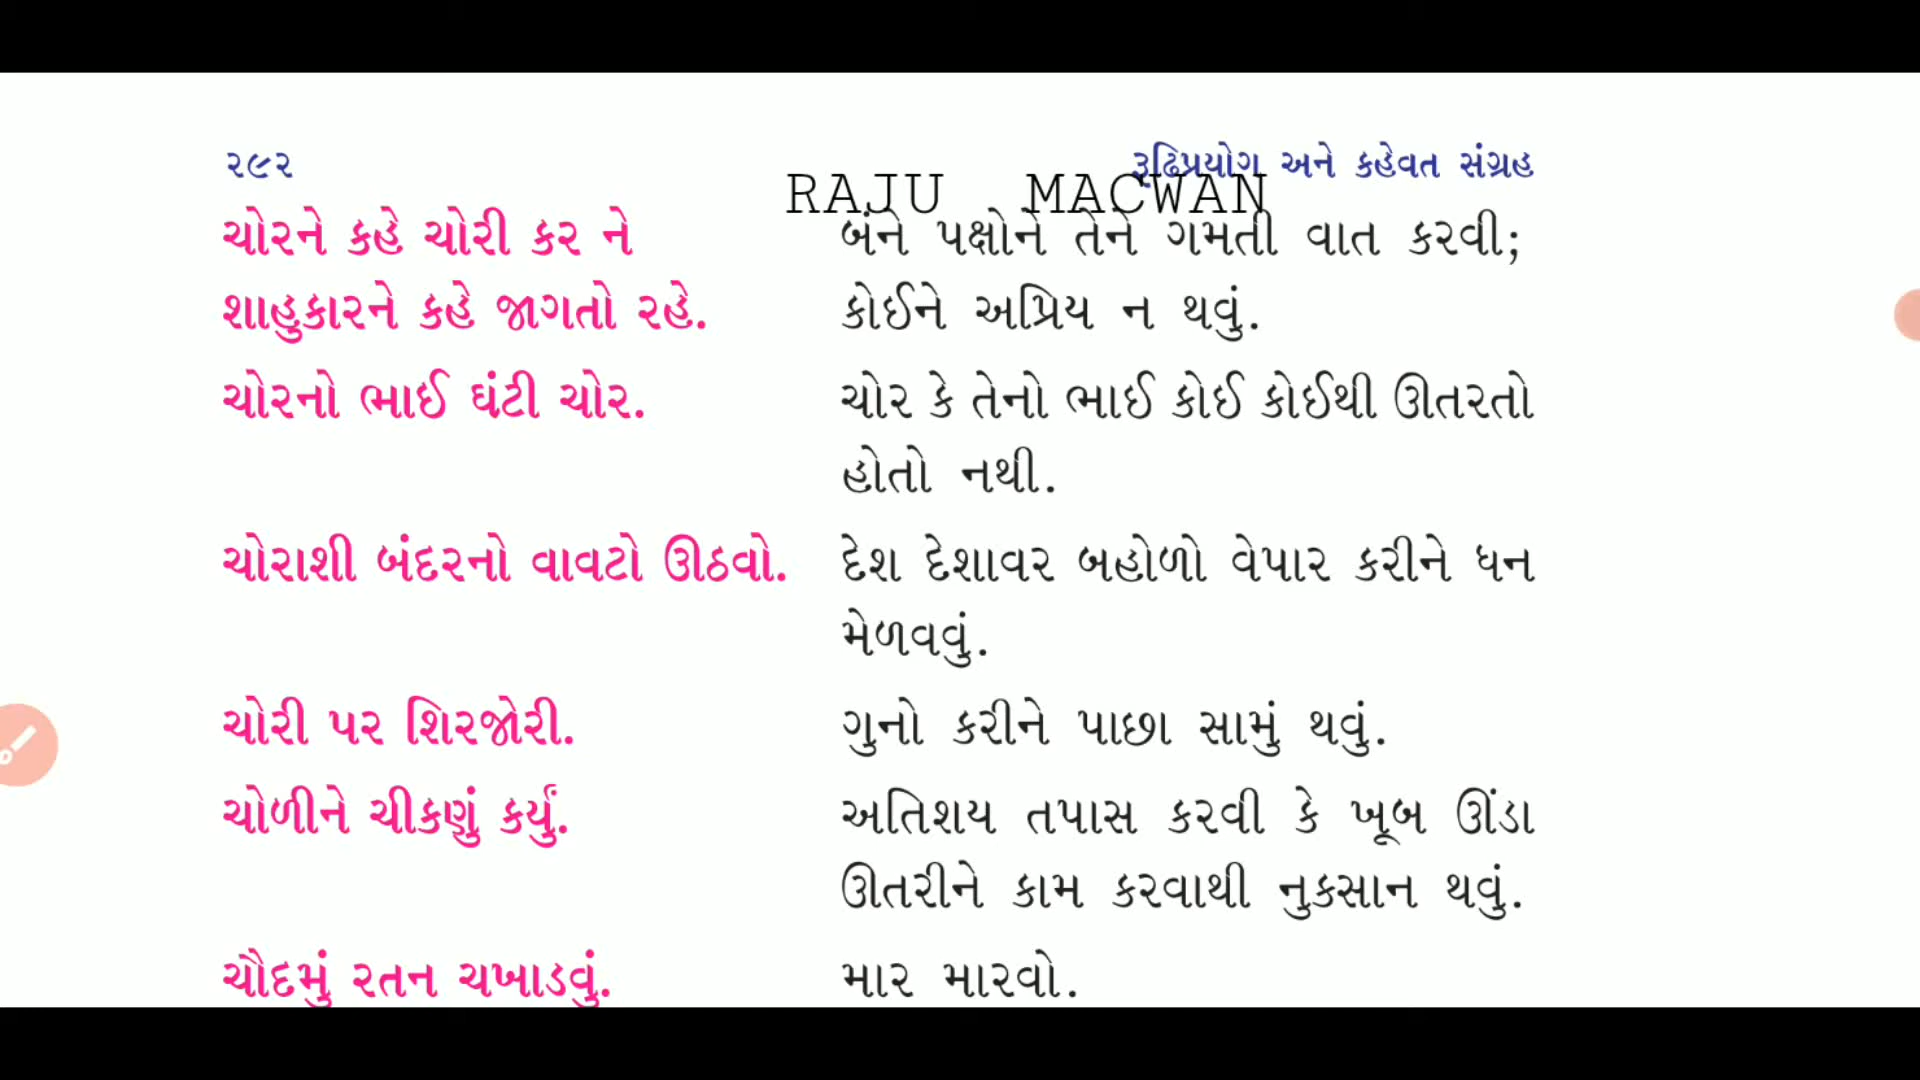 ૨૯૨ રૂઢિપ્રયોગ અને કહેવત સંગ્રહ
RAJU MACWAN
ચોરને કહે ચોરી કર ને બંને પક્ષોને તેને ગમતી વાત કરવી;
શાહુકારને કહે જાગતો રહે. કોઈને અપ્રિય ન થવું.
ચોરનો ભાઈ ઘંટી ચોર. ચોર કે તેનો ભાઈ કોઈ કોઈથી ઊતરતો
હોતો નથી.
ચોરાશી બંદરનો વાવટો ઊઠવો. દેશ દેશાવર બહોળો વેપાર કરીને ધન
મેળવવું.
ચોરી પર શિરજોરી. ગુનો કરીને પાછા સામું થવું.
ચોળીને ચીકણું કર્યું. અતિશય તપાસ કરવી કે ખૂબ ઊંડા
ઊતરીને કામ કરવાથી નુકસાન થવું.
ચૌદમું રતન ચખાડવું. માર મારવો.